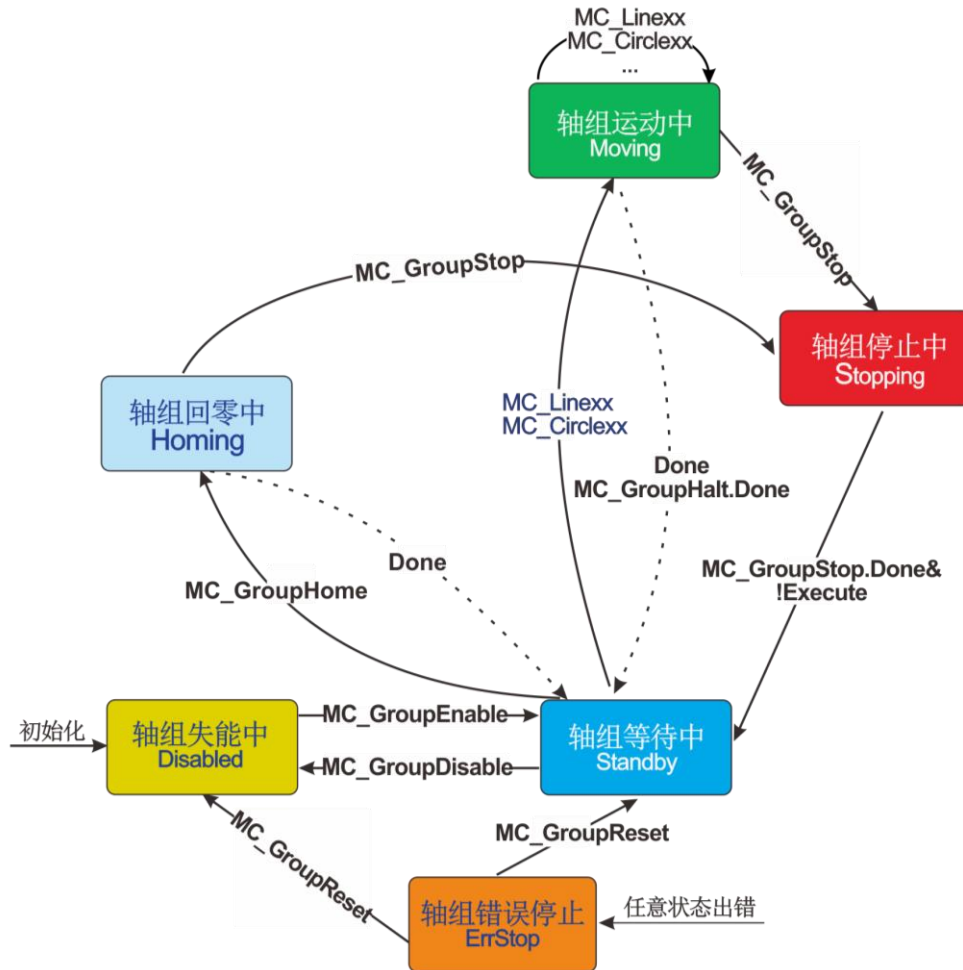 MC_Linexx
MC_Circlexx
...
轴组运动中
Moving
MC_GroupStop
MC_GroupStop
轴组停止中
Stopping
轴组回零中
Homing
MC_Linexx
MC_Circlexx
Done
MC_GroupHalt.Done
Done
MC_GroupHome
MC_GroupStop.Done&
!Execute
初始化
轴组失能中
Disabled
MC_GroupEnable
MC_GroupDisable
轴组等待中
Standby
MC_GroupReset
MC_GroupReset
轴组错误停止
ErrStop
任意状态出错